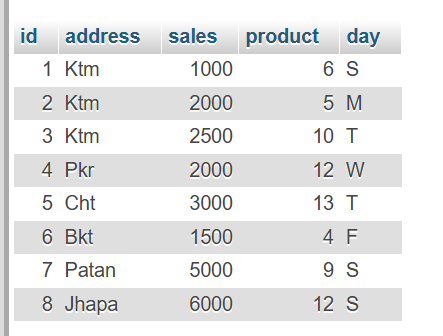 id address sales product day
1 Ktm 1000 6 S
2 Ktm 2000 5 M
3 Ktm 2500 10 T
4 Pkr 2000 12 W
5 Cht 3000 13 T
6 Bkt 1500 4 F
7 Patan 5000 9 S
8 Jhapa 6000 12 S